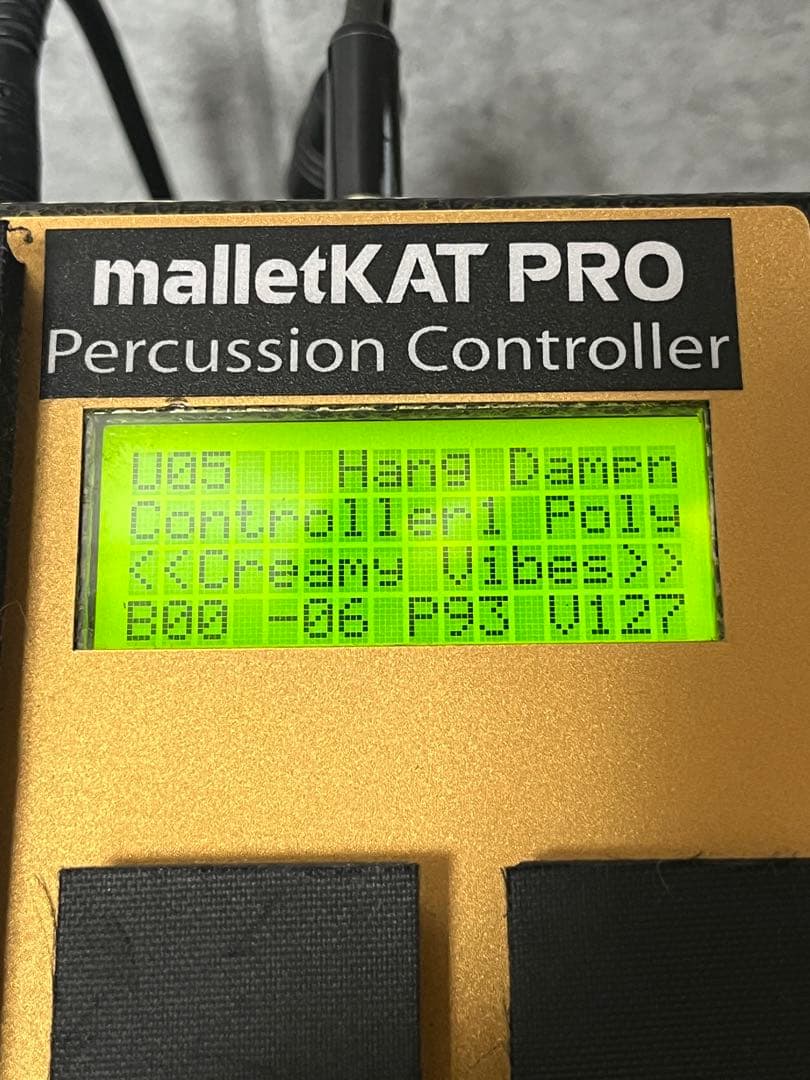 malletKAT PRO
Percussion Controller
U05 Hang Dampn
Controller1 Poly
<<Creamy Vibes>>
B00 -06 P93 V127